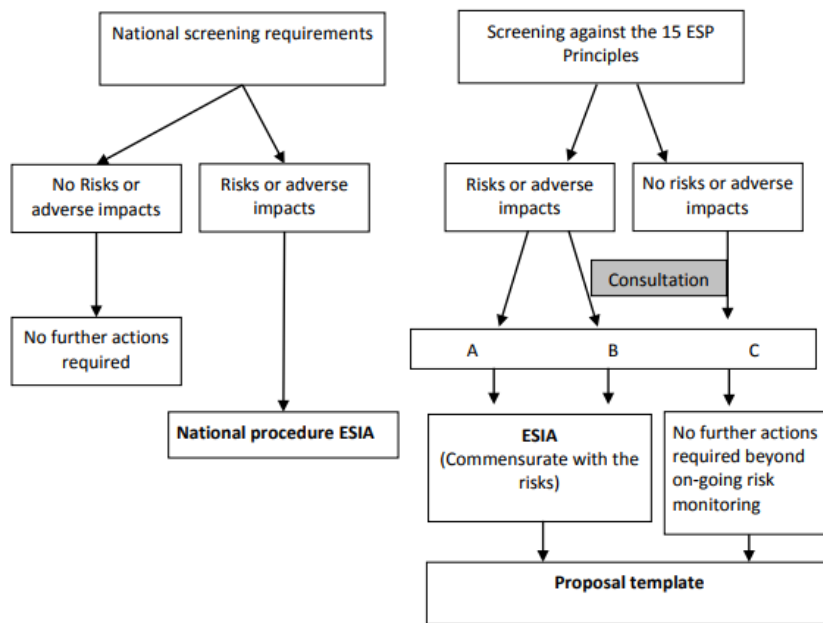 National screening requirements
Screening against the 15 ESP
Principles
No Risks or
adverse impacts
Risks or adverse
impacts
Risks or adverse
impacts
No risks or adverse
impacts
Consultation
No further actions
required
A B C
National procedure ESIA
ESIA
(Commensurate with the
risks)
No further actions
required beyond
on-going risk
monitoring
Proposal template